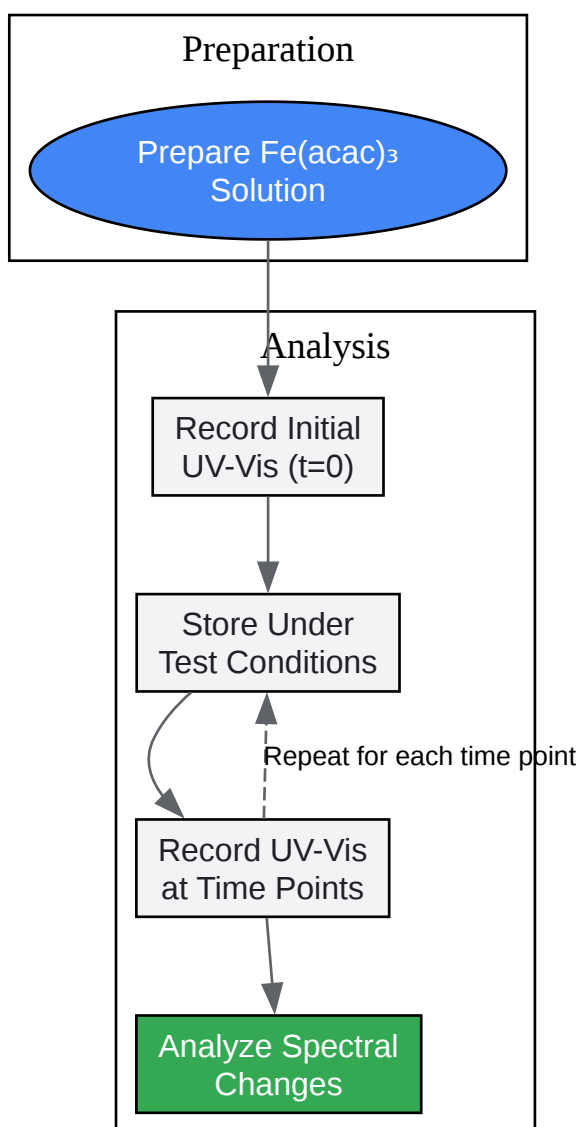 Preparation
Prepare Fe(acac)₃
Solution
Analysis
Record Initial
UV-Vis (t=0)
Store Under
Test Conditions
Repeat for each time point
Record UV-Vis
at Time Points
Analyze Spectral
Changes